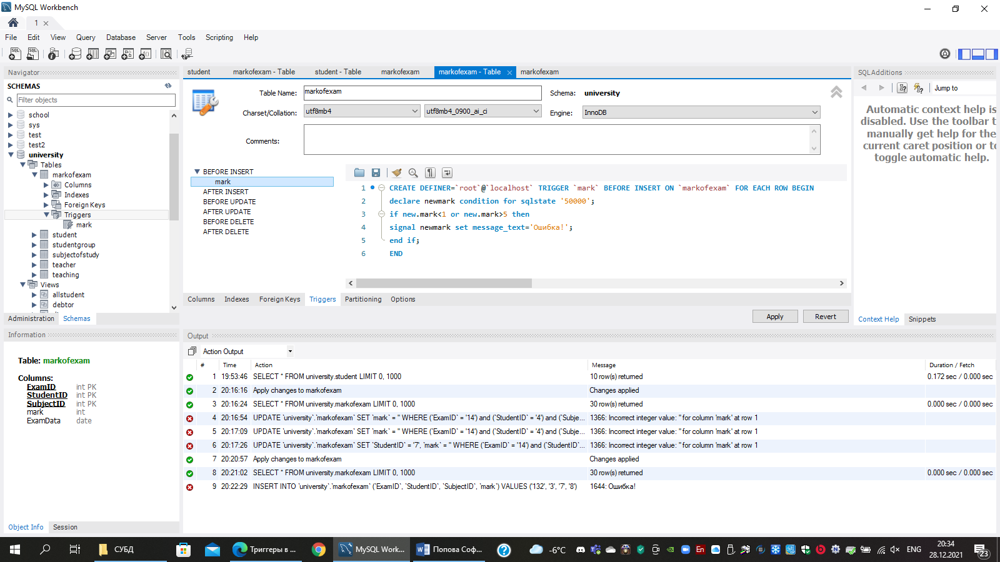 MySQL Workbench
1
File Edit View Query Database Server Tools Scripting Help
Navigator
SCHEMAS
Filter objects
school
sys
test
test2
university
Tables
markofexam
Columns
Indexes
Foreign Keys
Triggers
mark
student
studentgroup
subjectofstudy
teacher
teaching
Views
allstudent
debtor
Administration Schemas
Information
Table: markofexam
Columns:
ExamID int PK
StudentID int PK
SubjectID int PK
mark int
ExamData date
Object Info Session
student markofexam - Table student - Table markofexam markofexam - Table markofexam
Table Name: markofexam Schema: university
Charset/Collation: utf8mb4 utf8mb4_0900_ai_ci Engine: InnoDB
Comments:
BEFORE INSERT
mark
AFTER INSERT
BEFORE UPDATE
AFTER UPDATE
BEFORE DELETE
AFTER DELETE
1 CREATE DEFINER=`root`@`localhost` TRIGGER `mark` BEFORE INSERT ON `markofexam` FOR EACH ROW BEGIN
2 declare newmark condition for sqlstate '50000';
3 if new.mark<1 or new.mark>5 then
4 signal newmark set message_text='Ошибка!';
5 end if;
6 END
Columns Indexes Foreign Keys Triggers Partitioning Options
Apply Revert
SQLAdditions
Jump to
Automatic context help is
disabled. Use the toolbar t
manually get help for the
current caret position or to
toggle automatic help.
Context Help Snippets
Output
Action Output
# Time Action Message Duration / Fetch
1 19:53:46 SELECT * FROM university.student LIMIT 0, 1000 10 row(s) returned 0.172 sec / 0.000 sec
2 20:16:16 Apply changes to markofexam Changes applied
3 20:16:24 SELECT * FROM university.markofexam LIMIT 0, 1000 30 row(s) returned 0.000 sec / 0.000 sec
4 20:16:54 UPDATE `university`.`markofexam` SET `mark` = '' WHERE (`ExamID` = '14') and (`StudentID` = '4') and (`Subje... 1366: Incorrect integer value: '' for column 'mark' at row 1
5 20:17:09 UPDATE `university`.`markofexam` SET `mark` = '' WHERE (`ExamID` = '14') and (`StudentID` = '4') and (`Subje... 1366: Incorrect integer value: '' for column 'mark' at row 1
6 20:17:26 UPDATE `university`.`markofexam` SET `StudentID` = '7', `mark` = '' WHERE (`ExamID` = '14') and (`StudentID`... 1366: Incorrect integer value: '' for column 'mark' at row 1
7 20:20:57 Apply changes to markofexam Changes applied
8 20:21:02 SELECT * FROM university.markofexam LIMIT 0, 1000 30 row(s) returned 0.000 sec / 0.000 sec
9 20:22:29 INSERT INTO `university`.`markofexam` (`ExamID`, `StudentID`, `SubjectID`, `mark`) VALUES ('132', '3', '7', '8') 1644: Ошибка!
СУБД Триггеры в ... MySQL Work... Попова Соф... -6°C ENG 20:34
28.12.2021
23